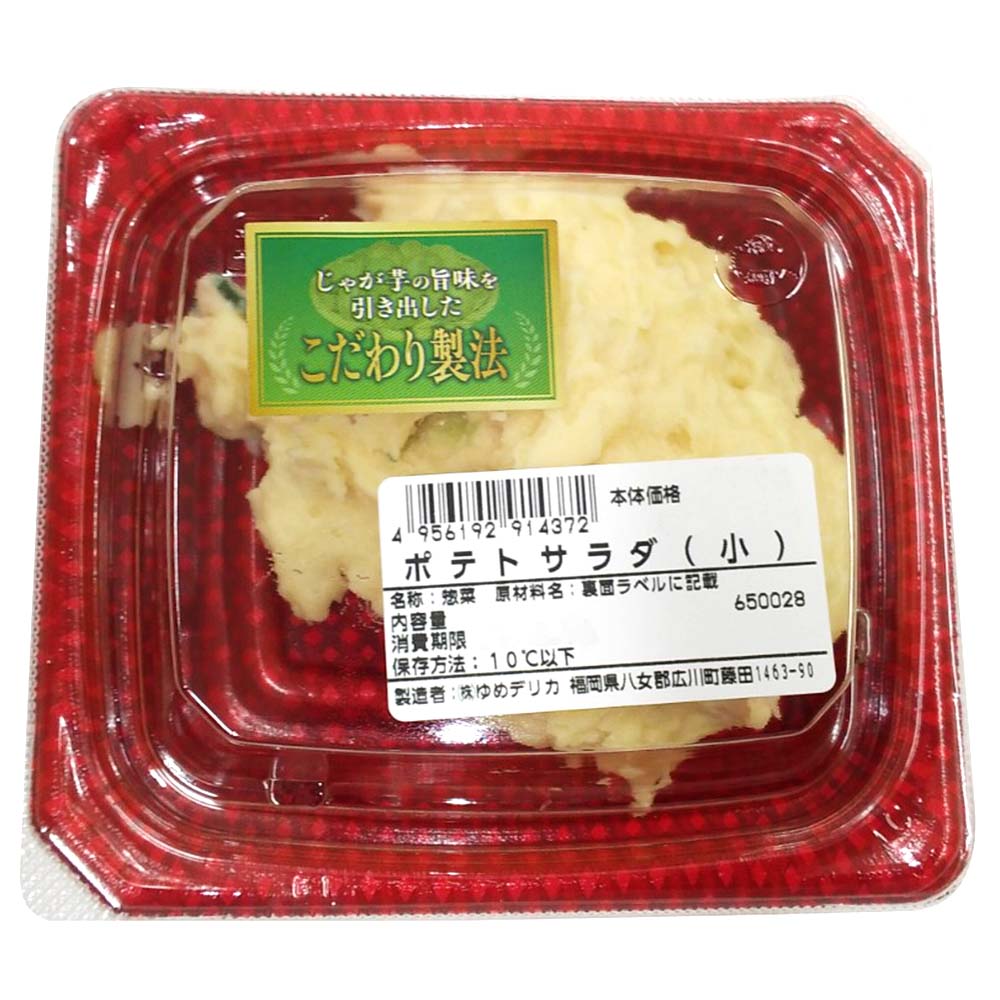 じゃが芋の旨味を
引き出した
こだわり製法
本体価格
4 956192 914372
ポテトサラダ(小)
名称:惣菜 原材料名:裏面ラベルに記載
内容量 650028
消費期限
保存方法:10℃以下
製造者:㈱ゆめデリカ 福岡県八女郡広川町藤田1463-90